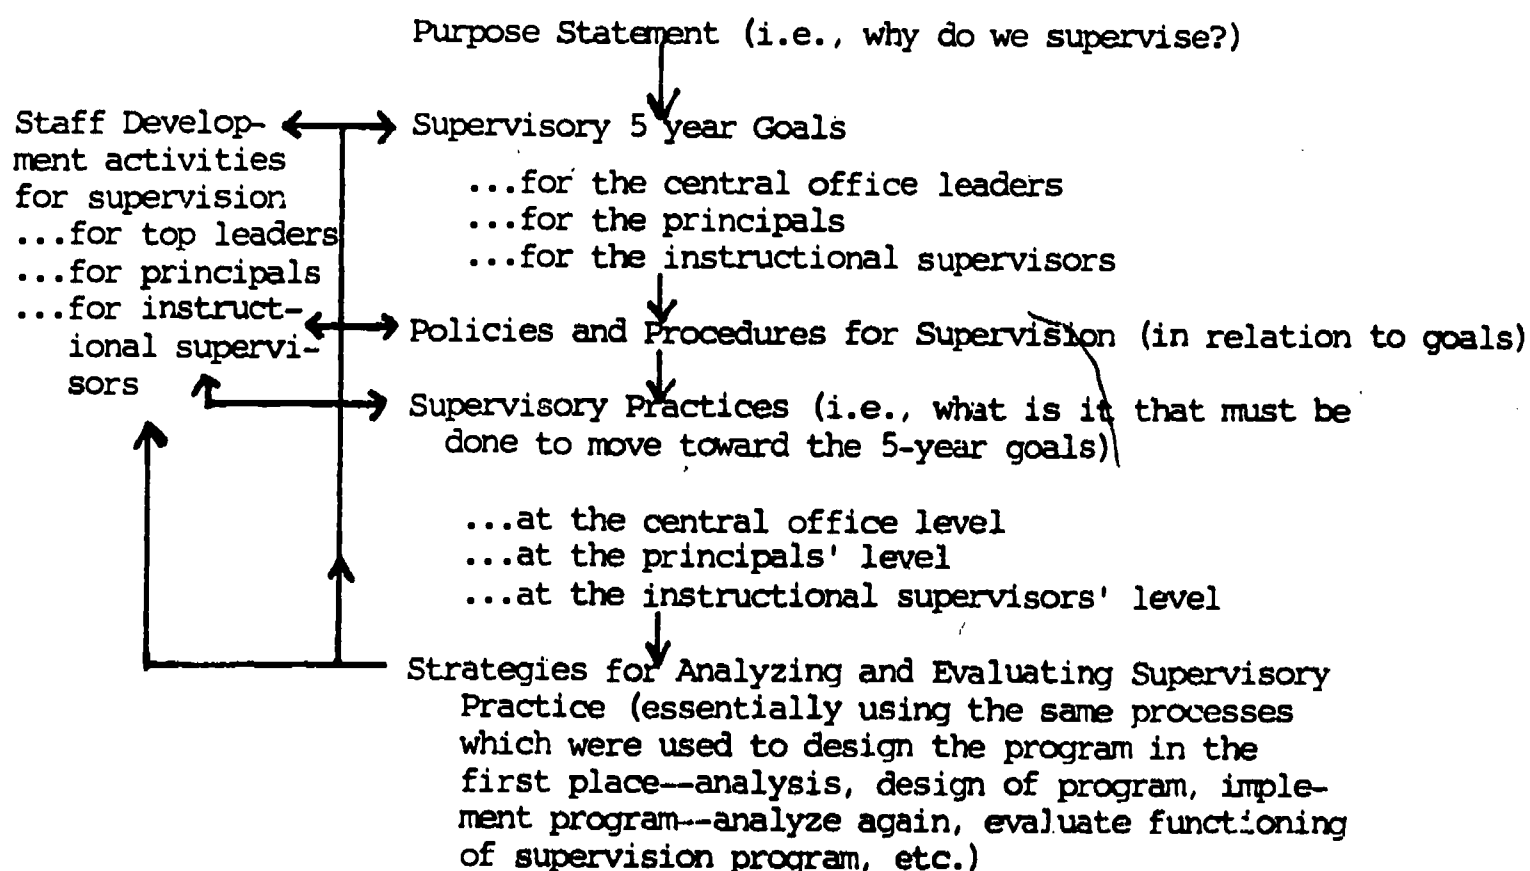 Purpose Statement (i.e., why do we supervise?)
Staff Develop-
ment activities
for supervision
...for top leaders
...for principals
...for instruct-
ional supervi-
sors
Supervisory 5 year Goals
...for the central office leaders
...for the principals
...for the instructional supervisors
Policies and Procedures for Supervision (in relation to goals)
Supervisory Practices (i.e., what is it that must be
done to move toward the 5-year goals)
...at the central office level
...at the principals' level
...at the instructional supervisors' level
Strategies for Analyzing and Evaluating Supervisory
Practice (essentially using the same processes
which were used to design the program in the
first place--analysis, design of program, imple-
ment program--analyze again, evaluate functioning
of supervision program, etc.)